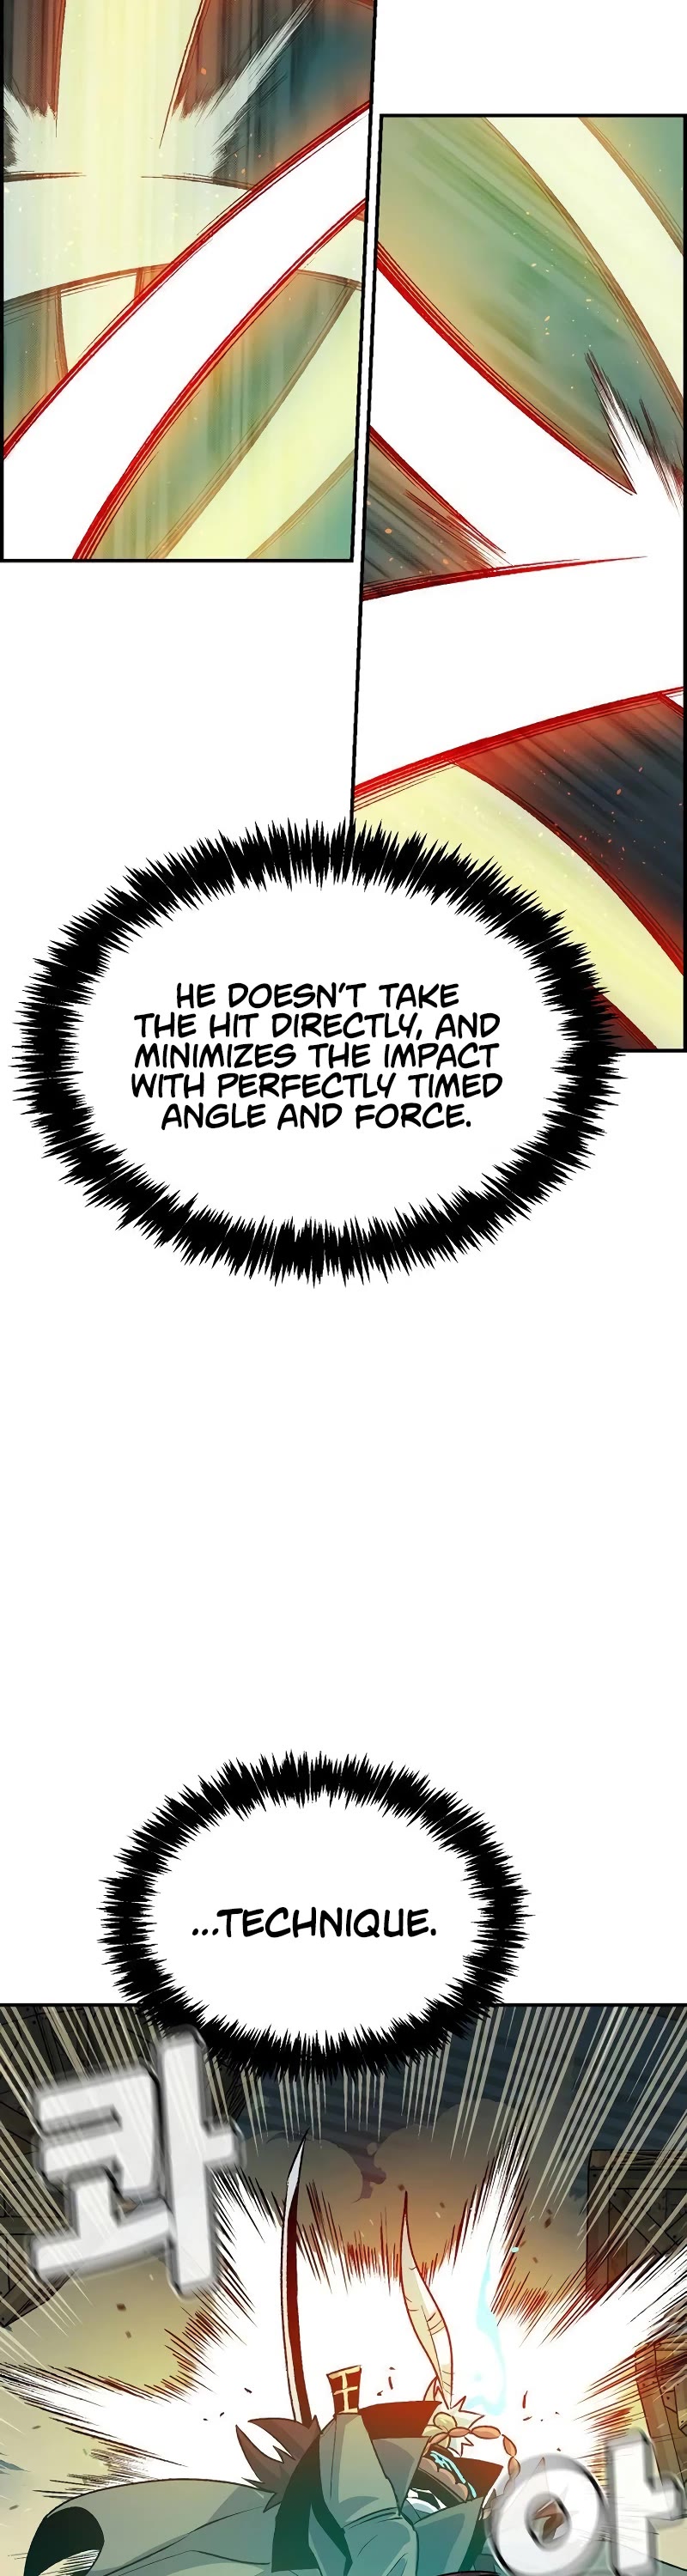 HE DOESN'T TAKE
THE HIT DIRECTLY, AND
MINIMIZES THE IMPACT
WITH PERFECTLY TIMED
ANGLE AND FORCE.
...TECHNIQUE.
콰
아